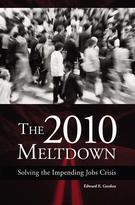 THE 2010
MELTDOWN
Solving the Impending Jobs Crisis
Edward E. Gordon